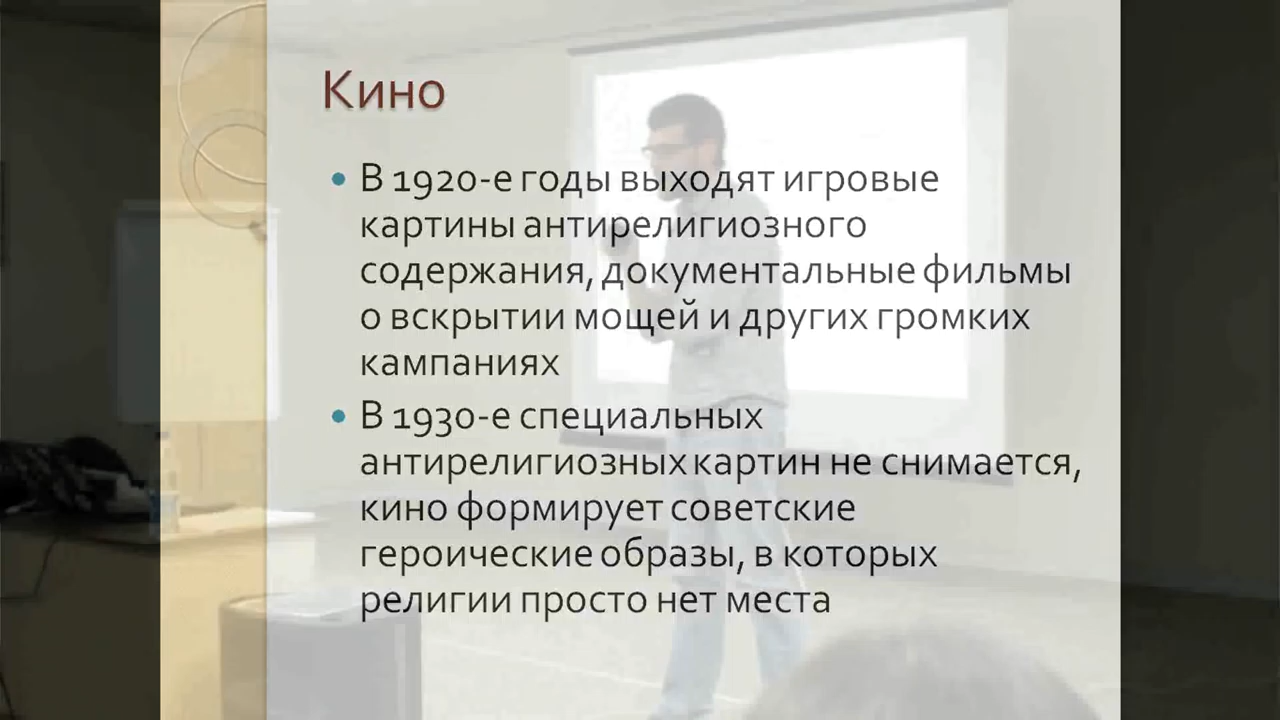 Кино
В 1920-е годы выходят игровые
картины антирелигиозного
содержания, документальные фильмы
о вскрытии мощей и других громких
кампаниях
В 1930-е специальных
антирелигиозных картин не снимается,
кино формирует советские
героические образы, в которых
религии просто нет места